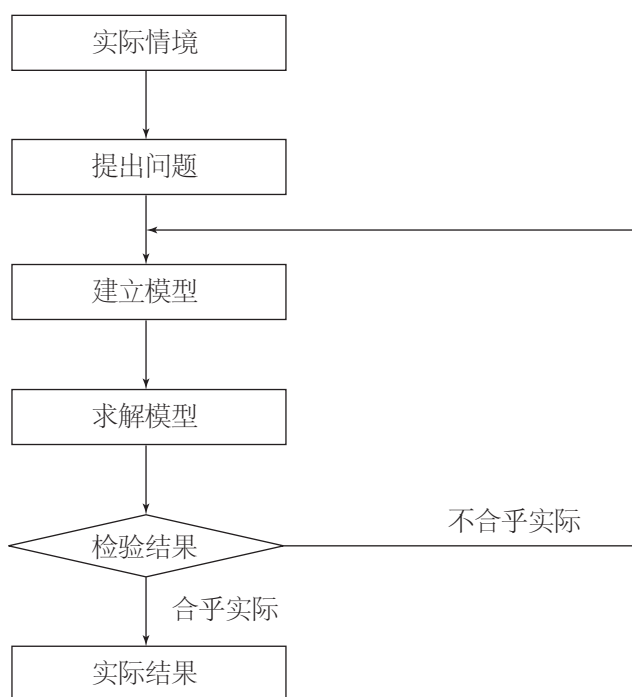 实际情境
提出问题
建立模型
求解模型
不合乎实际
检验结果
合乎实际
实际结果